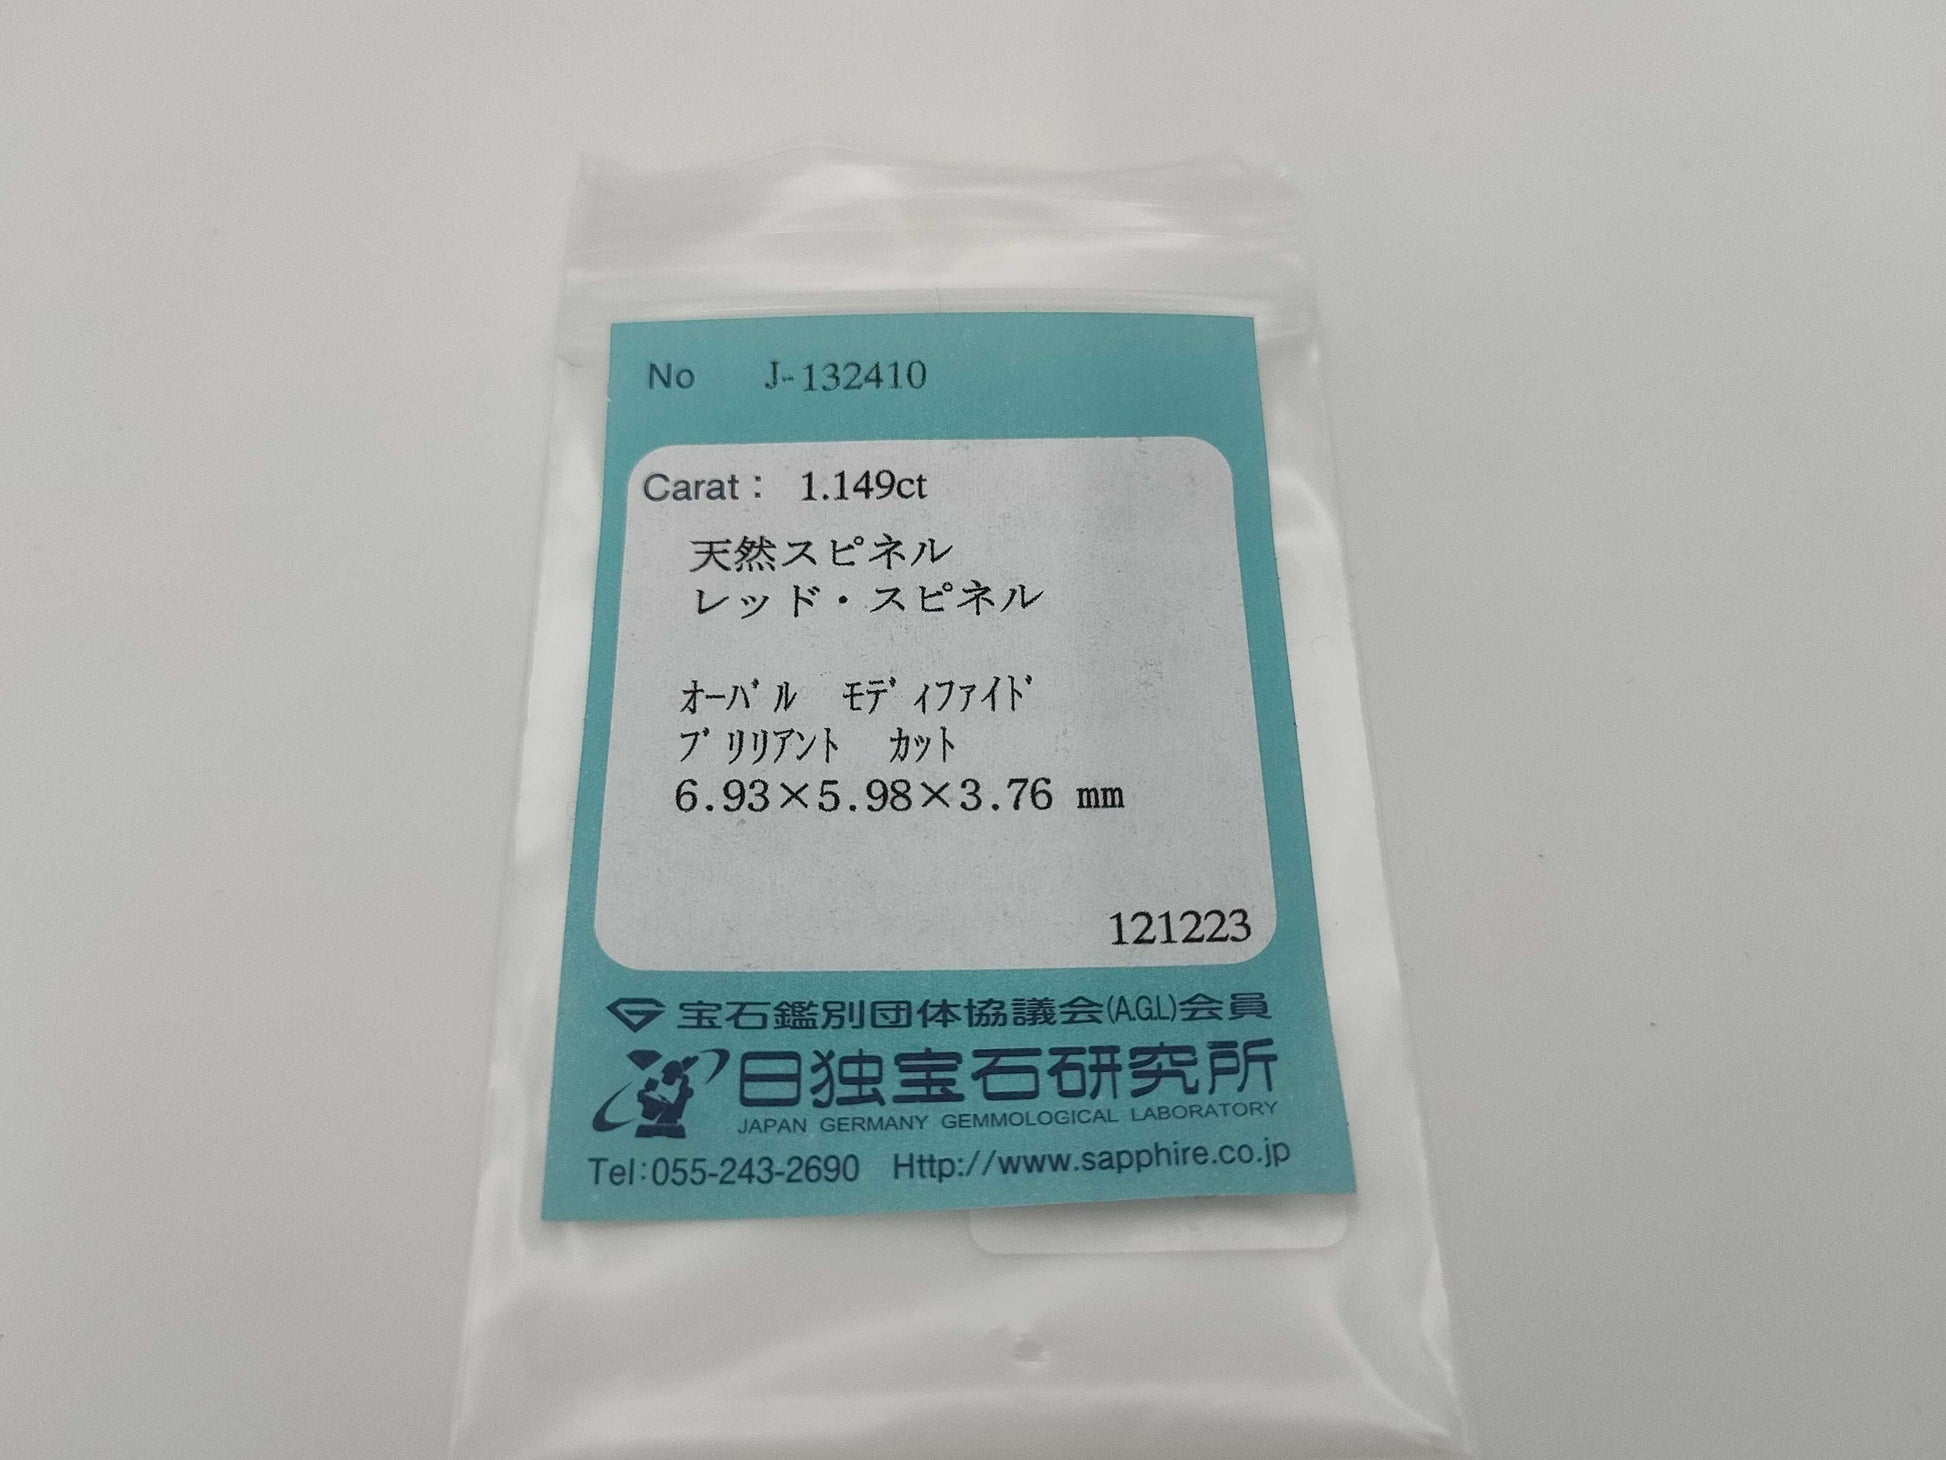 No J-132410
Carat： 1.149ct
天然スピネル
レッド・スピネル
ｵｰﾊﾞﾙ ﾓﾃﾞｨﾌｧｲﾄﾞ
ﾌﾞﾘﾘｱﾝﾄ ｶｯﾄ
6.93×5.98×3.76 mm
121223
宝石鑑別団体協議会(A.G.L)会員
日独宝石研究所
JAPAN GERMANY GEMMOLOGICAL LABORATORY
Tel:055-243-2690 Http://www.sapphire.co.jp